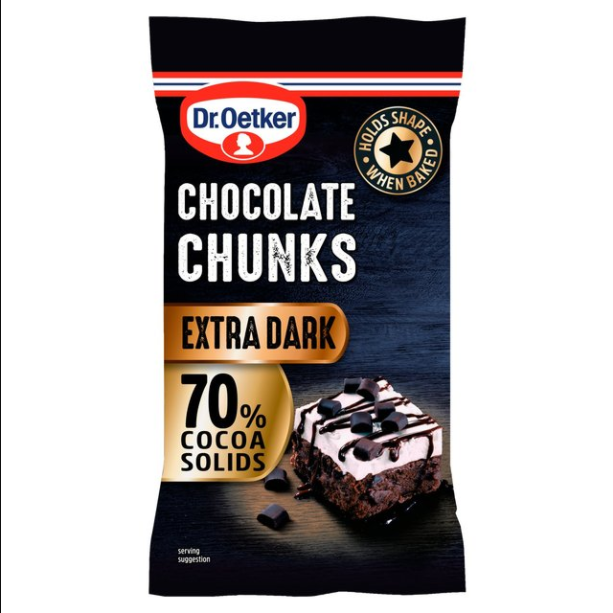 Dr.Oetker
HOLDS SHAPE • WHEN BAKED •
CHOCOLATE
CHUNKS
EXTRA DARK
70%
COCOA
SOLIDS
serving
suggestion